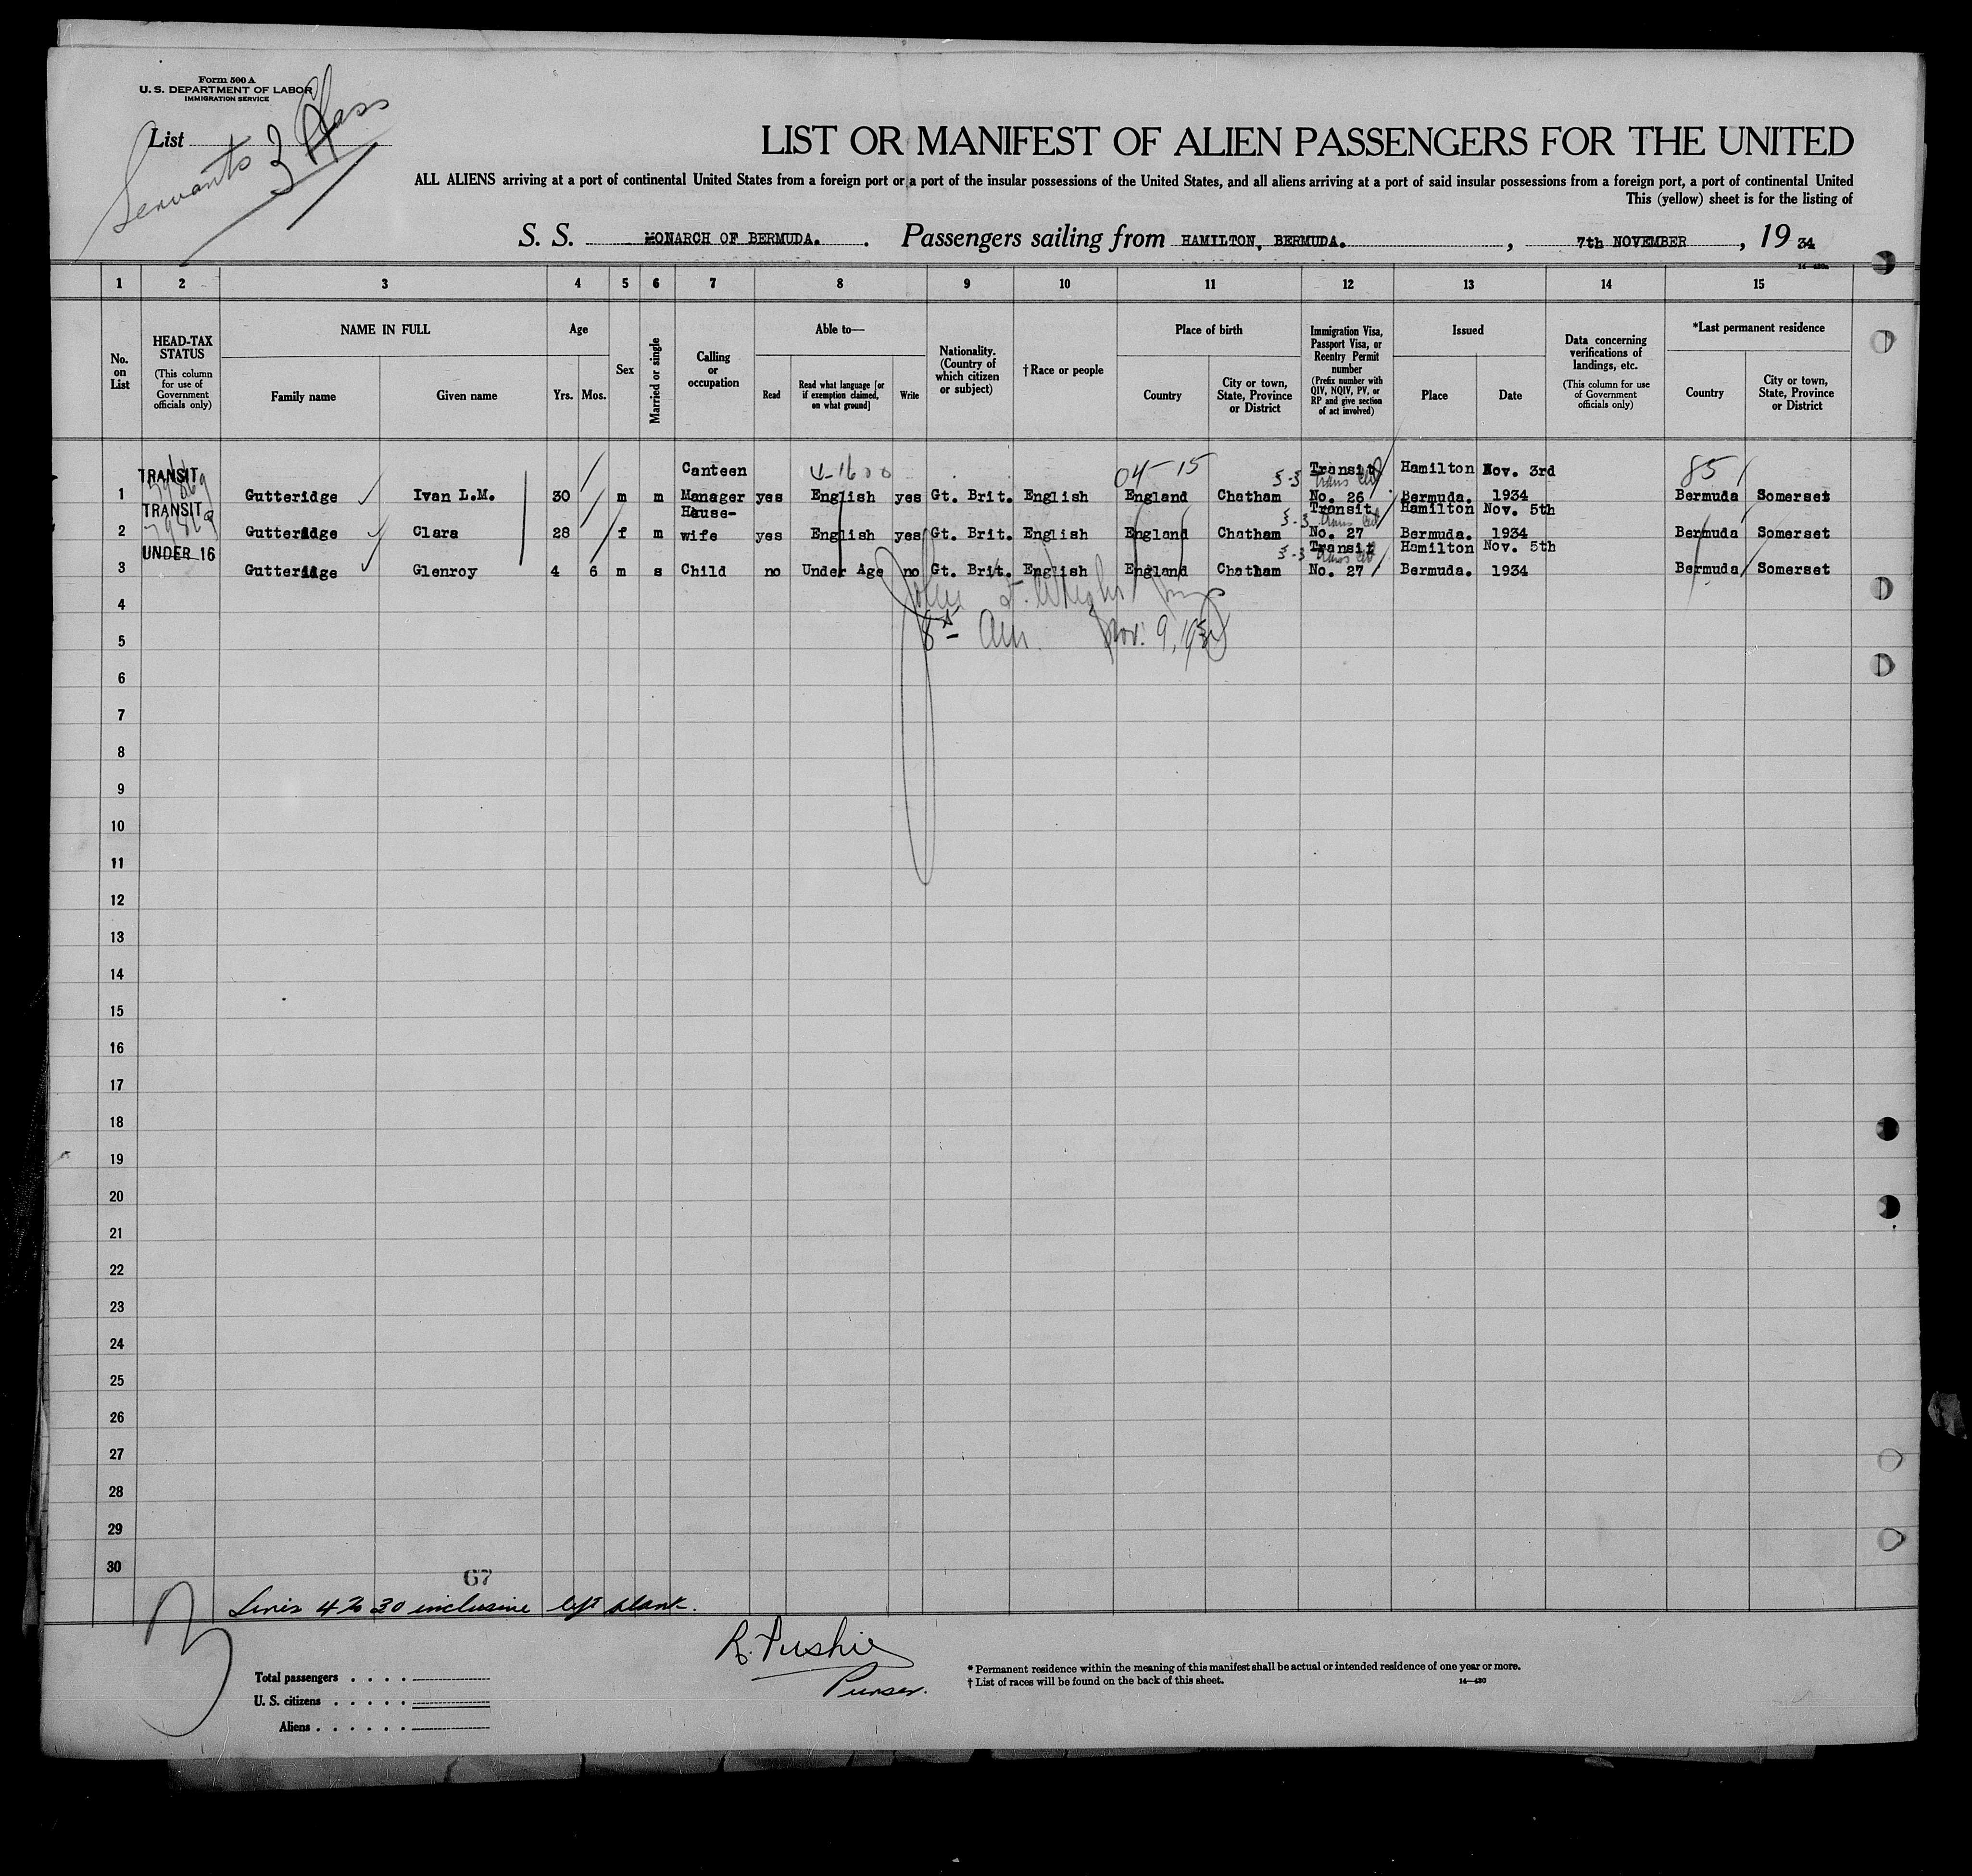 Form 500 A
U. S. DEPARTMENT OF LABOR
IMMIGRATION SERVICE
List
Servants 3 Class
LIST OR MANIFEST OF ALIEN PASSENGERS FOR THE UNITED
ALL ALIENS arriving at a port of continental United States from a foreign port or a port of the insular possessions of the United States, and all aliens arriving at a port of said insular possessions from a foreign port, a port of continental United
This (yellow) sheet is for the listing of
S. S. MONARCH OF BERMUDA. Passengers sailing from HAMILTON, BERMUDA. , 7th NOVEMBER , 19 34
1 2 3 4 5 6 7 8 9 10 11 12 13 14 15
No. on List
HEAD-TAX STATUS (This column for use of Government officials only)
NAME IN FULL
Family name
Given name
Age
Yrs. Mos.
Sex
Married or single
Calling or occupation
Able to—
Read
Read what language [or if exemption claimed, on what ground]
Write
Nationality. (Country of which citizen or subject)
†Race or people
Place of birth
Country
City or town, State, Province or District
Immigration Visa, Passport Visa, or Reentry Permit number (Prefix number with QIV, NQIV, PV, or RP and give section of act involved)
Issued
Place
Date
Data concerning verifications of landings, etc. (This column for use of Government officials only)
*Last permanent residence
Country
City or town, State, Province or District
TRANSIT Canteen 04-15 Transit Hamilton Nov. 3rd 85
1 Gutteridge Ivan L.M. 30 m m Manager yes English yes Gt. Brit. English England Chatham No. 26 Bermuda. 1934 Bermuda Somerset
TRANSIT House- 3-3 Transit Hamilton Nov. 5th
2 Gutteridge Clara 28 f m wife yes English yes Gt. Brit. English England Chatham No. 27 Bermuda. 1934 Bermuda Somerset
UNDER 16 3-3 Transit Hamilton Nov. 5th
3 Gutteridge Glenroy 4 6 m s Child no Under Age no Gt. Brit. English England Chatham No. 27 Bermuda. 1934 Bermuda Somerset
4
5 Nov. 9, 1934
6
7
8
9
10
11
12
13
14
15
16
17
18
19
20
21
22
23
24
25
26
27
28
29
30
67
Lines 4 to 30 inclusive left blank.
R. Pushie
Purser.
Total passengers
U. S. citizens
Aliens
* Permanent residence within the meaning of this manifest shall be actual or intended residence of one year or more.
† List of races will be found on the back of this sheet.
14—430